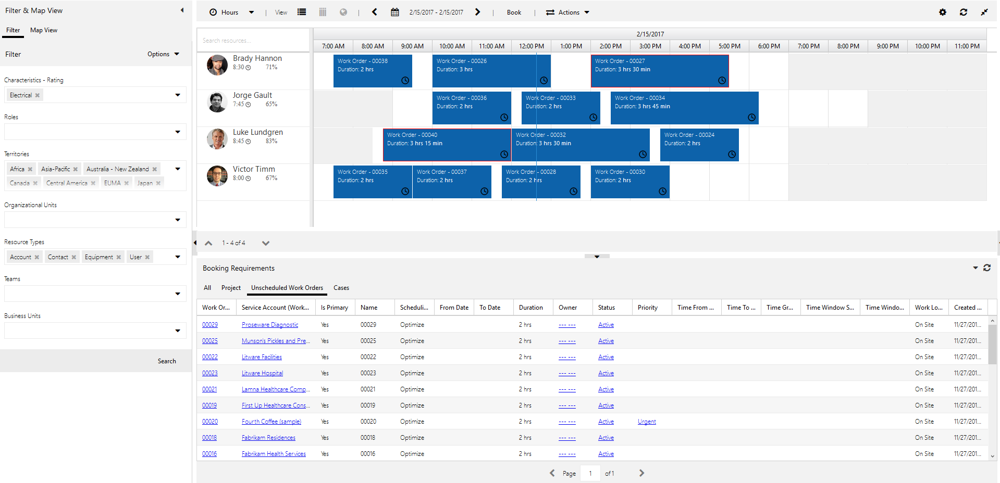 Filter & Map View
Filter Map View
Filter Options
Characteristics - Rating
Electrical
Roles
Territories
Africa Asia-Pacific Australia - New Zealand
Canada Central America EUMA Japan
Organizational Units
Resource Types
Account Contact Equipment User
Teams
Business Units
Search
Hours | View | 2/15/2017 - 2/15/2017 | Book | Actions
Search resources...
2/15/2017
7:00 AM 8:00 AM 9:00 AM 10:00 AM 11:00 AM 12:00 PM 1:00 PM 2:00 PM 3:00 PM 4:00 PM 5:00 PM 6:00 PM 7:00 PM 8:00 PM 9:00 PM 10:00 PM 11:00 PM
Brady Hannon
8:30 71%
Work Order - 00038
Duration: 2 hrs
Work Order - 00026
Duration: 3 hrs
Work Order - 00027
Duration: 3 hrs 30 min
Jorge Gault
7:45 65%
Work Order - 00036
Duration: 2 hrs
Work Order - 00033
Duration: 2 hrs
Work Order - 00034
Duration: 3 hrs 45 min
Luke Lundgren
8:45 83%
Work Order - 00040
Duration: 3 hrs 15 min
Work Order - 00032
Duration: 3 hrs 30 min
Work Order - 00024
Duration: 2 hrs
Victor Timm
8:00 67%
Work Order - 00035
Duration: 2 hrs
Work Order - 00037
Duration: 2 hrs
Work Order - 00028
Duration: 2 hrs
Work Order - 00030
Duration: 2 hrs
1 - 4 of 4
Booking Requirements
All Project Unscheduled Work Orders Cases
Work Or... Service Account (Work... Is Primary Name Scheduli... From Date To Date Duration Owner Status Priority Time From ... Time To ... Time Gr... Time Window S... Time Windo... Work Lo... Created ...
00029 Proseware Diagnostic Yes 00029 Optimize 2 hrs --- --- Active On Site 11/27/201...
00025 Munson's Pickles and Pre... Yes 00025 Optimize 2 hrs --- --- Active On Site 11/27/201...
00022 Litware Facilities Yes 00022 Optimize 2 hrs --- --- Active On Site 11/27/201...
00023 Litware Hospital Yes 00023 Optimize 2 hrs --- --- Active On Site 11/27/201...
00021 Lamna Healthcare Comp... Yes 00021 Optimize 2 hrs --- --- Active On Site 11/27/201...
00019 First Up Healthcare Cons... Yes 00019 Optimize 2 hrs --- --- Active On Site 11/27/201...
00020 Fourth Coffee (sample) Yes 00020 Optimize 2 hrs --- --- Active Urgent On Site 11/27/201...
00018 Fabrikam Residences Yes 00018 Optimize 2 hrs --- --- Active On Site 11/27/201...
00016 Fabrikam Health Services Yes 00016 Optimize 2 hrs --- --- Active On Site 11/27/201...
Page 1 of 1